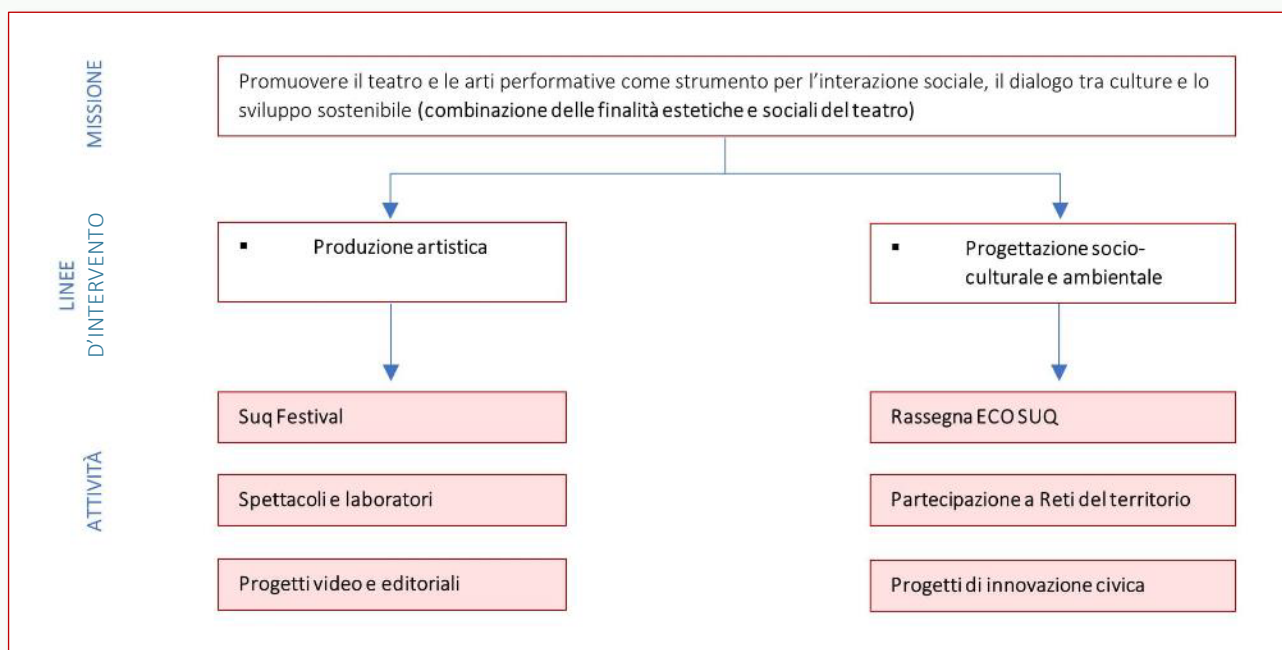 MISSIONE
Promuovere il teatro e le arti performative come strumento per l'interazione sociale, il dialogo tra culture e lo
sviluppo sostenibile (combinazione delle finalità estetiche e sociali del teatro)
LINEE
D'INTERVENTO
▪ Produzione artistica
▪ Progettazione socio-
culturale e ambientale
ATTIVITÀ
Suq Festival
Rassegna ECO SUQ
Spettacoli e laboratori
Partecipazione a Reti del territorio
Progetti video e editoriali
Progetti di innovazione civica